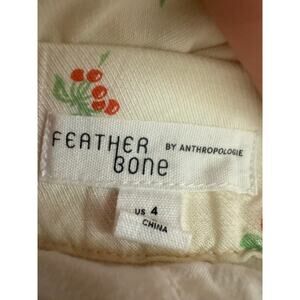 FEATHER
BONE
BY ANTHROPOLOGIE
US 4
CHINA